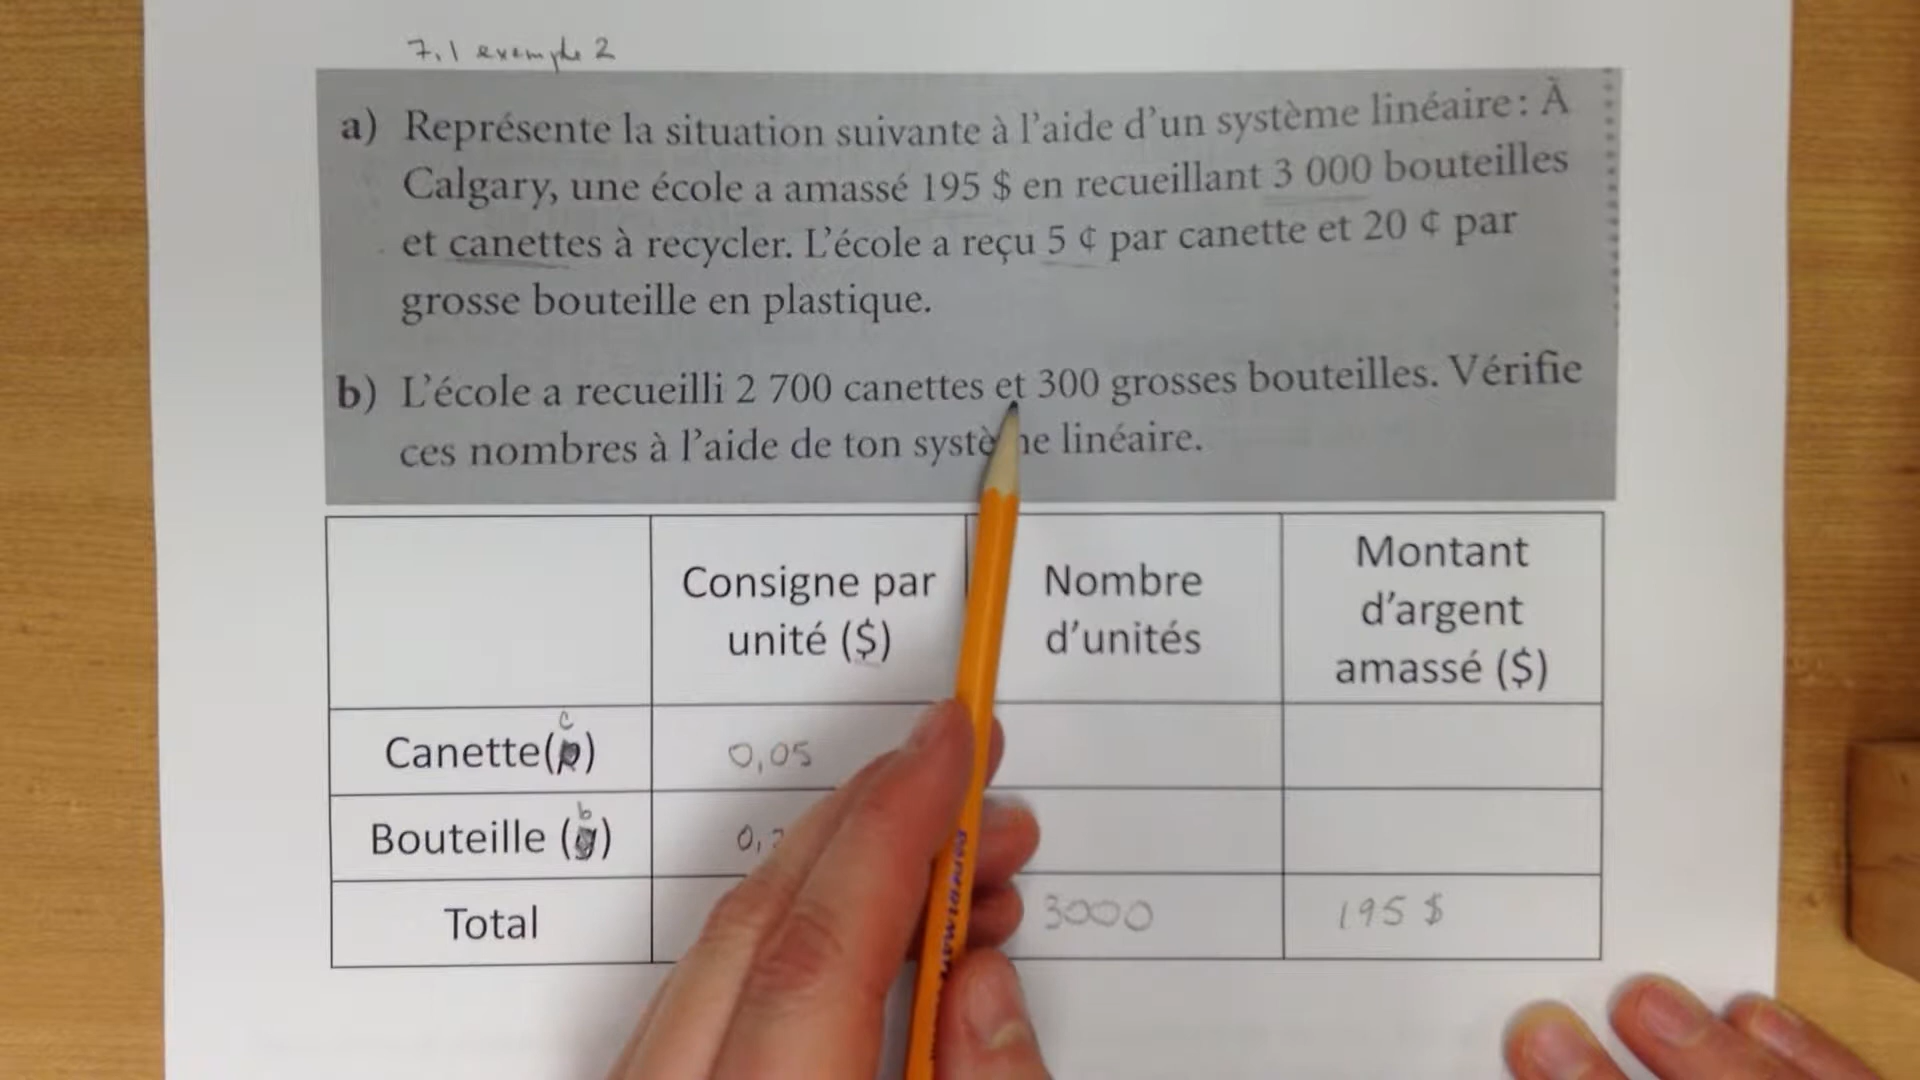 7.1 exemple 2
a) Représente la situation suivante à l'aide d'un système linéaire : À
Calgary, une école a amassé 195 $ en recueillant 3 000 bouteilles
et canettes à recycler. L'école a reçu 5 ¢ par canette et 20 ¢ par
grosse bouteille en plastique.
b) L'école a recueilli 2 700 canettes et 300 grosses bouteilles. Vérifie
ces nombres à l'aide de ton linéaire.
Consigne par
unité ($)
Nombre
d'unités
Montant
d'argent
amassé ($)
c
Canette( )
0,05
b
Bouteille ( )
Total
3000
195 $